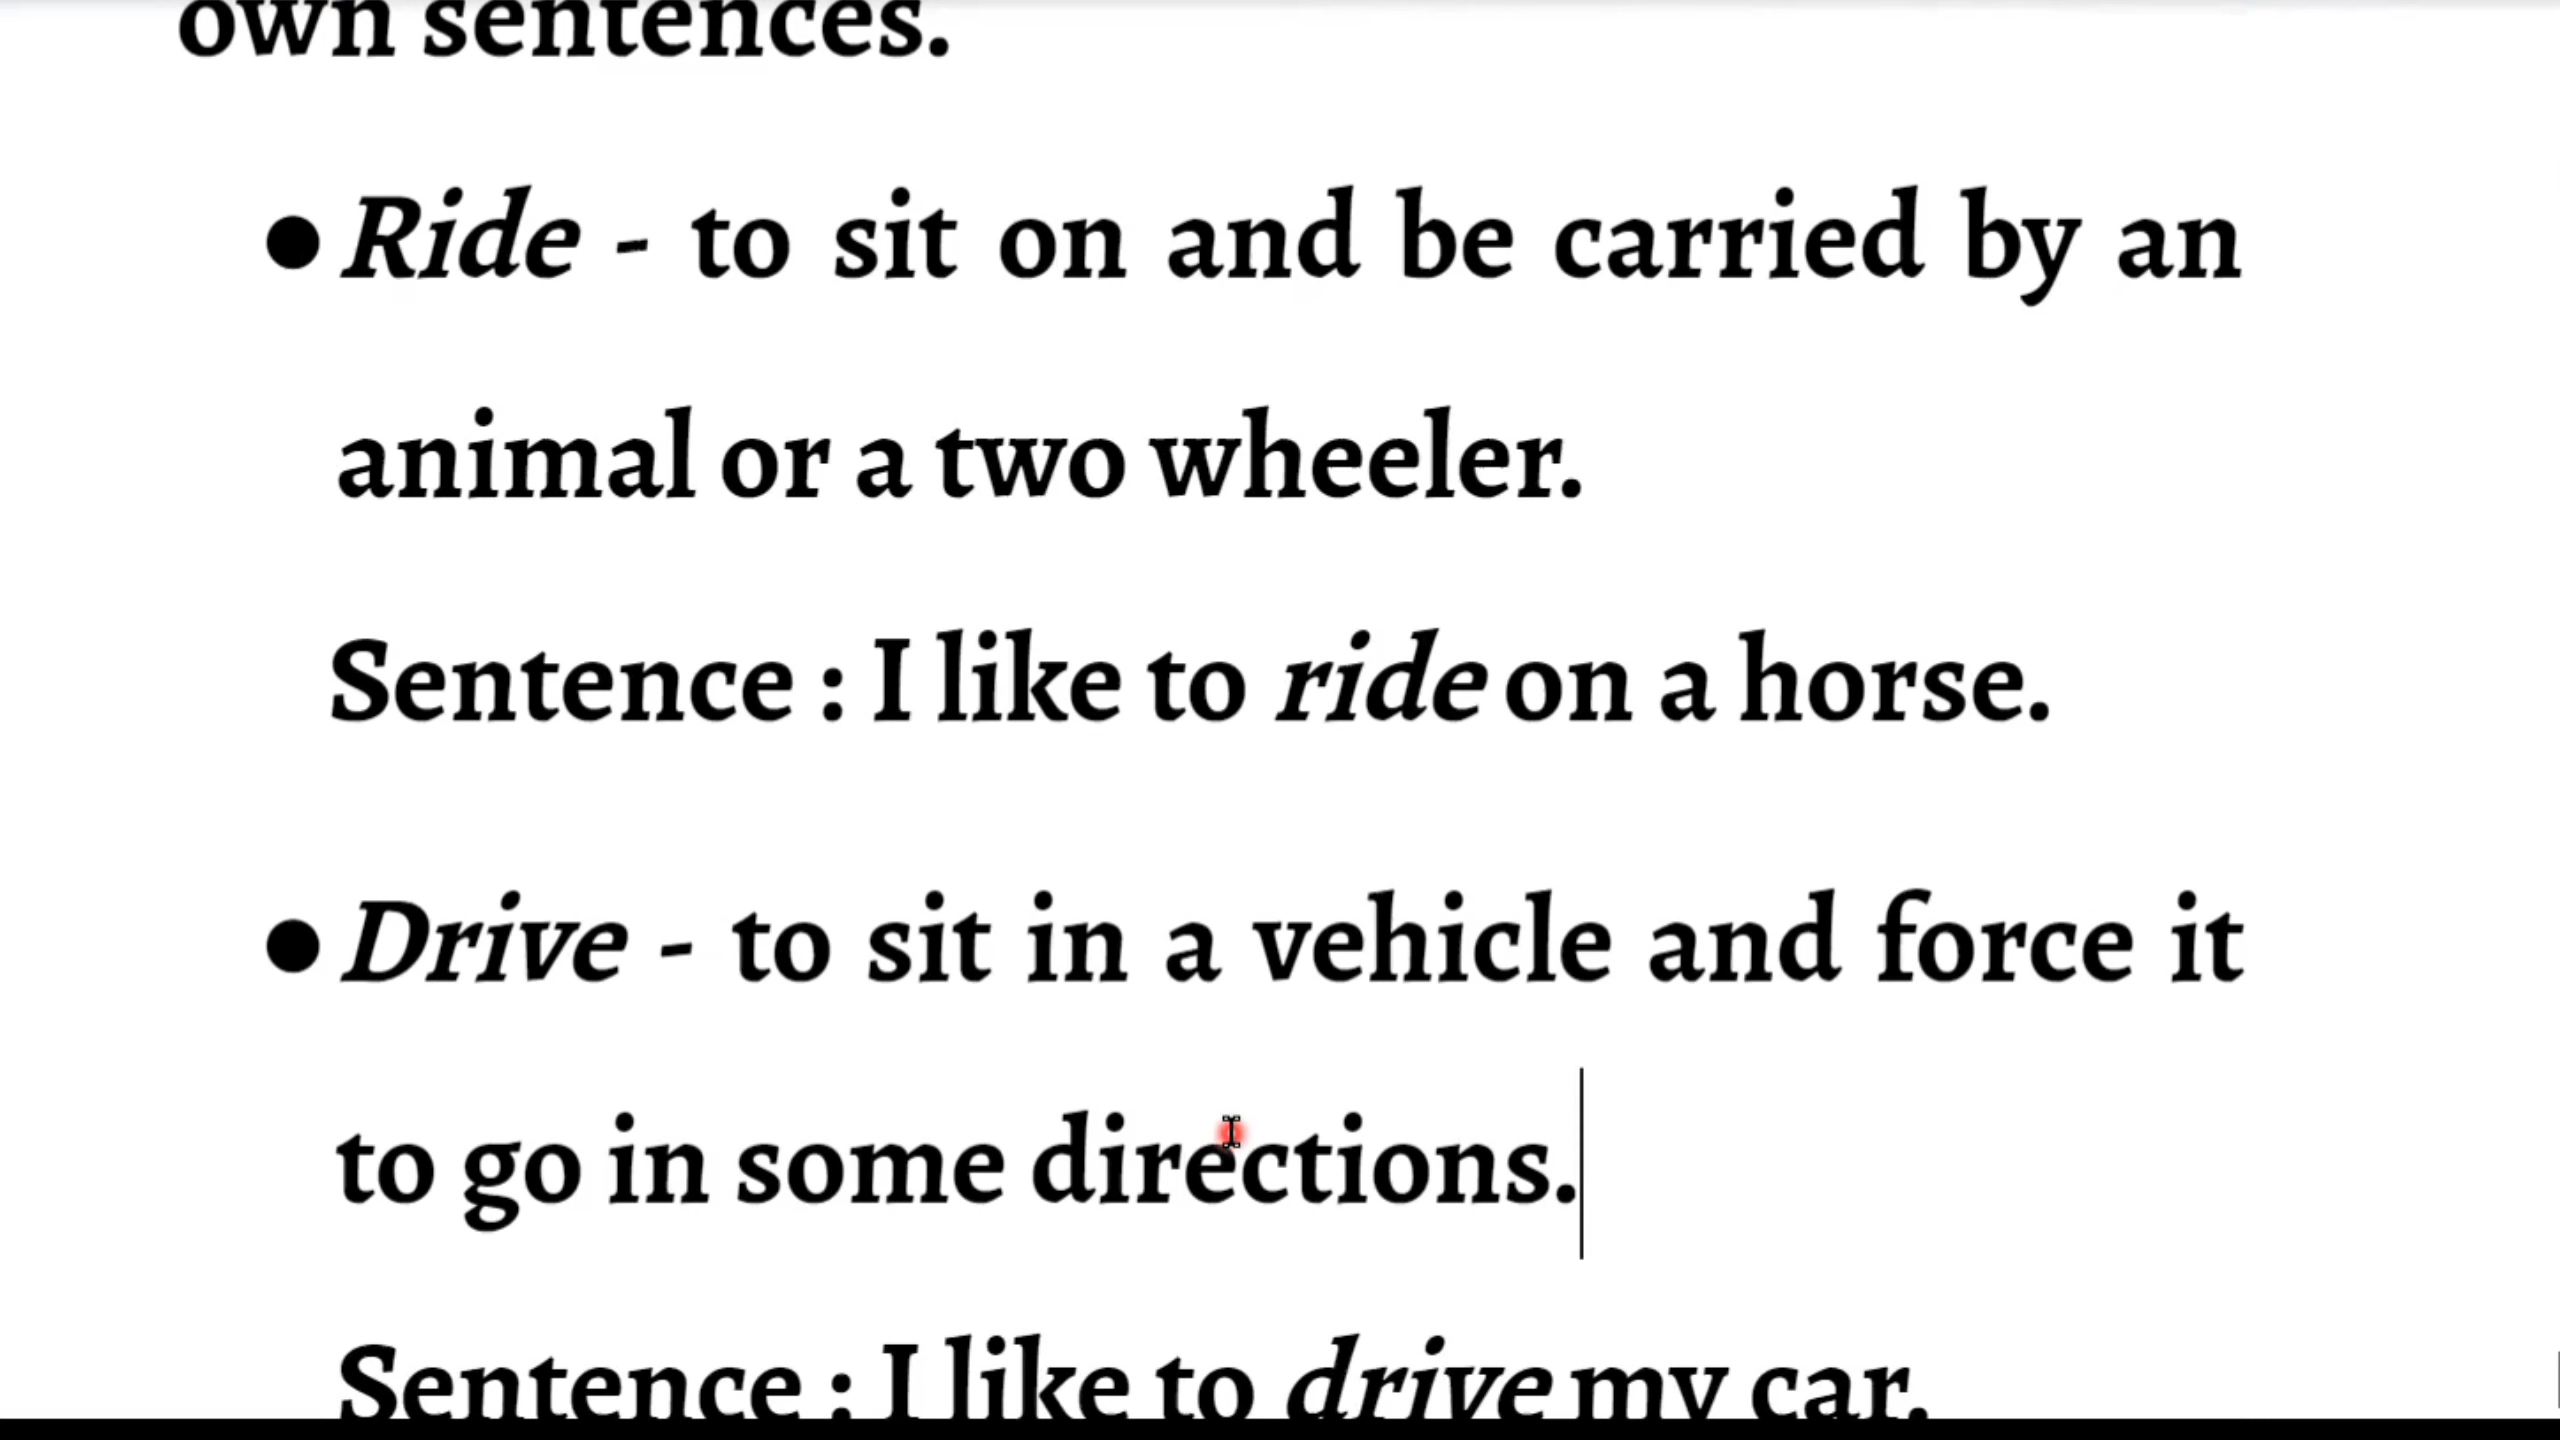 own sentences.
● Ride - to sit on and be carried by an
animal or a two wheeler.
Sentence : I like to ride on a horse.
● Drive - to sit in a vehicle and force it
to go in some directions.
Sentence : I like to drive my car.